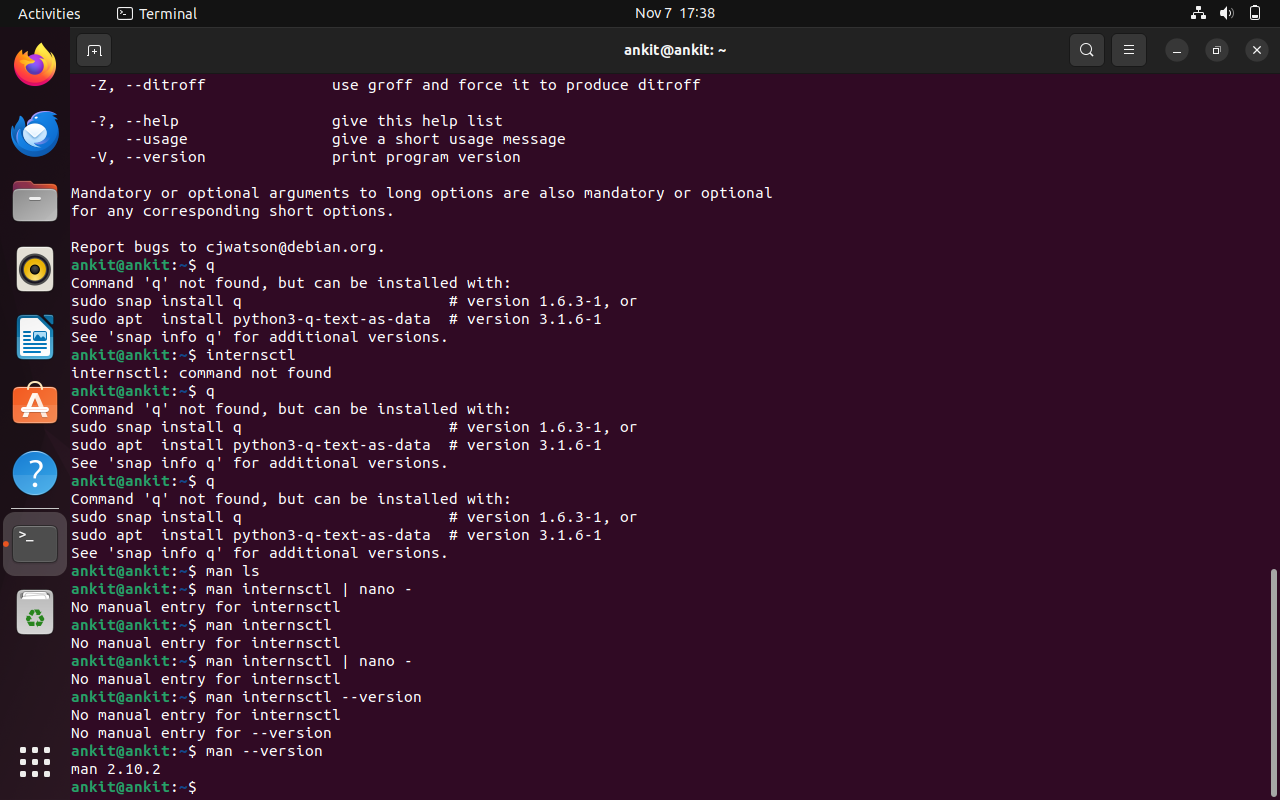 Activities Terminal Nov 7 17:38
ankit@ankit: ~
-Z, --ditroff use groff and force it to produce ditroff
-?, --help give this help list
--usage give a short usage message
-V, --version print program version
Mandatory or optional arguments to long options are also mandatory or optional
for any corresponding short options.
Report bugs to cjwatson@debian.org.
ankit@ankit:~$ q
Command 'q' not found, but can be installed with:
sudo snap install q # version 1.6.3-1, or
sudo apt  install python3-q-text-as-data # version 3.1.6-1
See 'snap info q' for additional versions.
ankit@ankit:~$ internsctl
internsctl: command not found
ankit@ankit:~$ q
Command 'q' not found, but can be installed with:
sudo snap install q # version 1.6.3-1, or
sudo apt  install python3-q-text-as-data # version 3.1.6-1
See 'snap info q' for additional versions.
ankit@ankit:~$ q
Command 'q' not found, but can be installed with:
sudo snap install q # version 1.6.3-1, or
sudo apt  install python3-q-text-as-data # version 3.1.6-1
See 'snap info q' for additional versions.
ankit@ankit:~$ man ls
ankit@ankit:~$ man internsctl | nano -
No manual entry for internsctl
ankit@ankit:~$ man internsctl
No manual entry for internsctl
ankit@ankit:~$ man internsctl | nano -
No manual entry for internsctl
ankit@ankit:~$ man internsctl --version
No manual entry for internsctl
No manual entry for --version
ankit@ankit:~$ man --version
man 2.10.2
ankit@ankit:~$